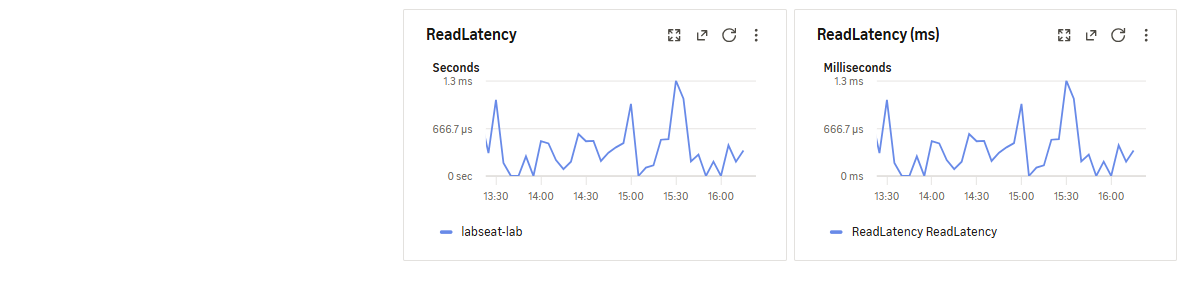 ReadLatency
Seconds
1.3 ms
666.7 µs
0 sec
13:30 14:00 14:30 15:00 15:30 16:00
labseat-lab
ReadLatency (ms)
Milliseconds
1.3 ms
666.7 µs
0 ms
13:30 14:00 14:30 15:00 15:30 16:00
ReadLatency ReadLatency